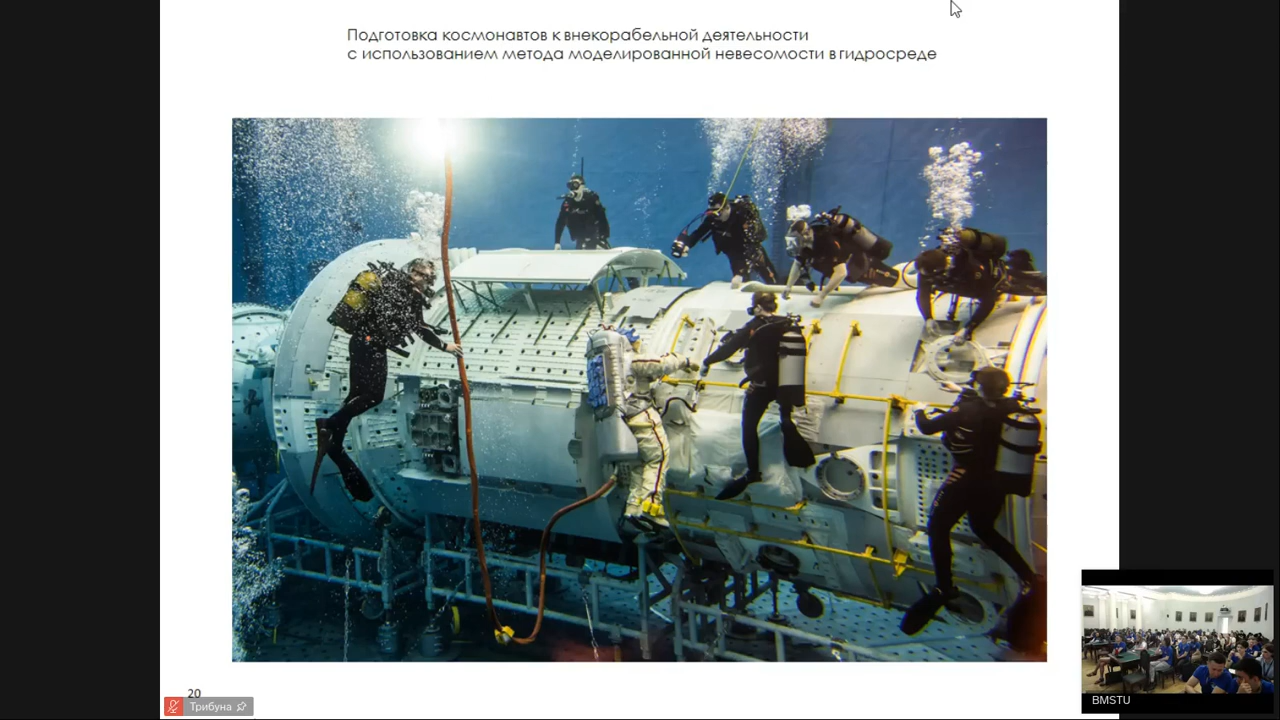 Подготовка космонавтов к внекорабельной деятельности
с использованием метода моделированной невесомости в гидросреде
20
Трибуна
BMSTU